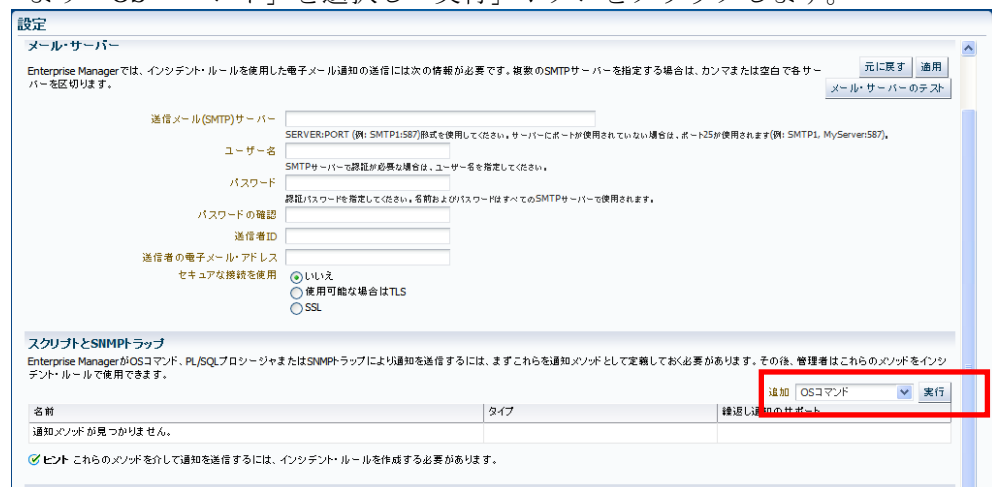 「OS コマンド」を選択し「実行」ボタンをクリックします。
設定
メール・サーバー
Enterprise Managerでは、インシデント・ルールを使用した電子メール通知の送信には次の情報が必要です。複数のSMTPサーバーを指定する場合は、カンマまたは空白で各サー
バーを区切ります。
元に戻す 適用
メール・サーバーのテスト
送信メール(SMTP)サーバー
SERVER:PORT (例: SMTP1:587)形式を使用してください。サーバーにポートが使用されていない場合は、ポート25が使用されます(例: SMTP1, MyServer:587)。
ユーザー名
SMTPサーバーで認証が必要な場合は、ユーザー名を指定してください。
パスワード
認証パスワードを指定してください。名前およびパスワードはすべてのSMTPサーバーで使用されます。
パスワードの確認
送信者ID
送信者の電子メール・アドレス
セキュアな接続を使用 いいえ
使用可能な場合はTLS
SSL
スクリプトとSNMPトラップ
Enterprise ManagerがOSコマンド、PL/SQLプロシージャまたはSNMPトラップにより通知を送信するには、まずこれらを通知メソッドとして定義しておく必要があります。その後、管理者はこれらのメソッドをインシ
デント・ルールで使用できます。
追加 OSコマンド 実行
名前 タイプ 繰返し通知のサポート
通知メソッドが見つかりません。
ヒント これらのメソッドを介して通知を送信するには、インシデント・ルールを作成する必要があります。